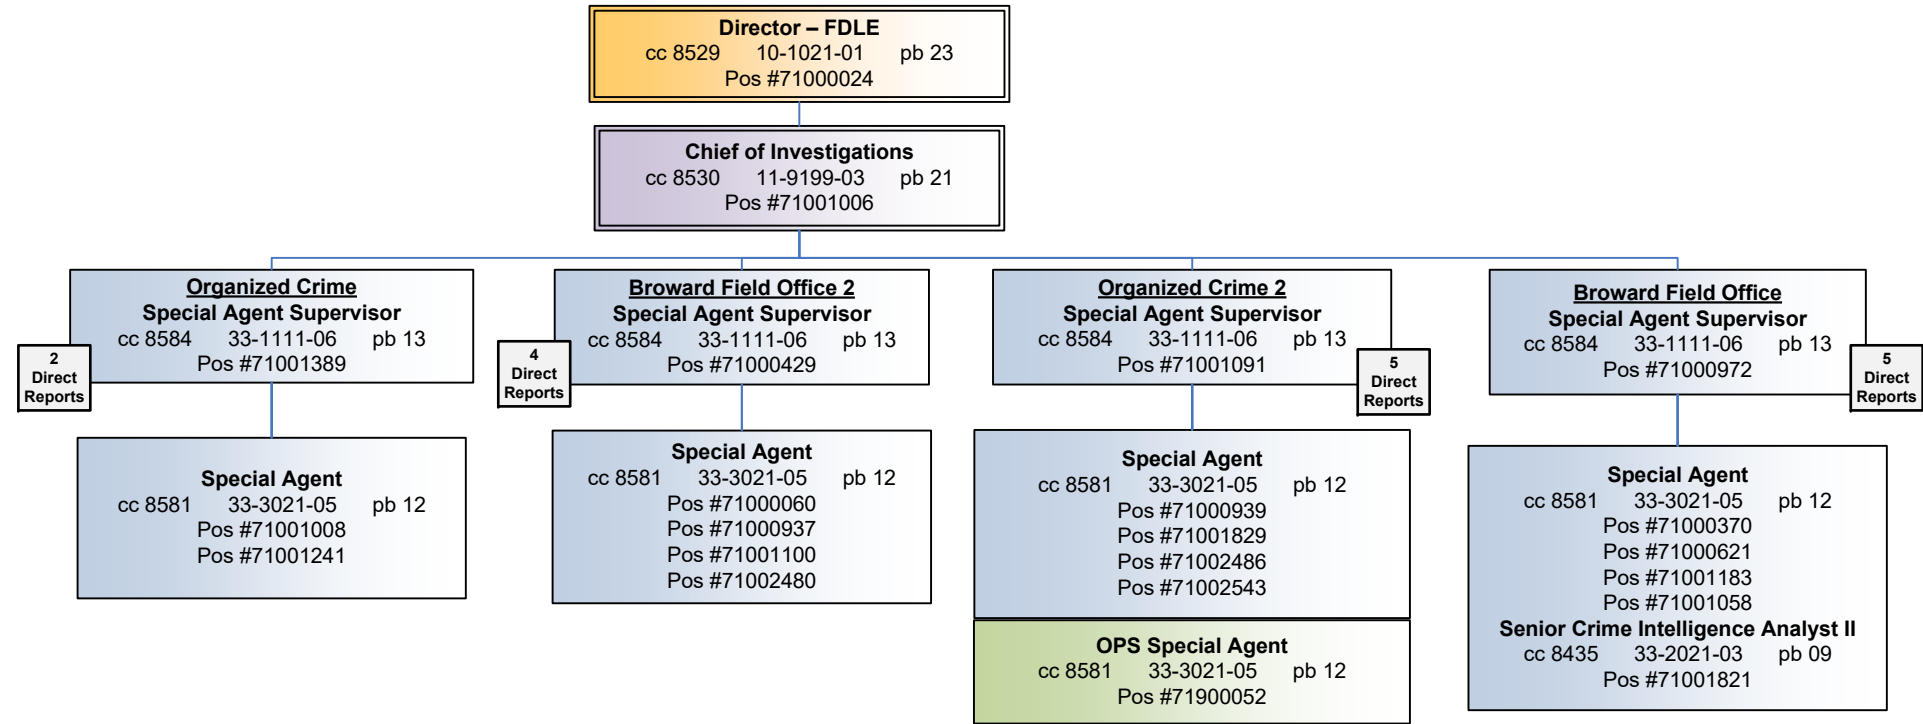 Director – FDLE
cc 8529 10-1021-01 pb 23
Pos #71000024
Chief of Investigations
cc 8530 11-9199-03 pb 21
Pos #71001006
Organized Crime
Special Agent Supervisor
cc 8584 33-1111-06 pb 13
Pos #71001389
2
Direct
Reports
Special Agent
cc 8581 33-3021-05 pb 12
Pos #71001008
Pos #71001241
Broward Field Office 2
Special Agent Supervisor
cc 8584 33-1111-06 pb 13
Pos #71000429
4
Direct
Reports
Special Agent
cc 8581 33-3021-05 pb 12
Pos #71000060
Pos #71000937
Pos #71001100
Pos #71002480
Organized Crime 2
Special Agent Supervisor
cc 8584 33-1111-06 pb 13
Pos #71001091
5
Direct
Reports
Special Agent
cc 8581 33-3021-05 pb 12
Pos #71000939
Pos #71001829
Pos #71002486
Pos #71002543
OPS Special Agent
cc 8581 33-3021-05 pb 12
Pos #71900052
Broward Field Office
Special Agent Supervisor
cc 8584 33-1111-06 pb 13
Pos #71000972
5
Direct
Reports
Special Agent
cc 8581 33-3021-05 pb 12
Pos #71000370
Pos #71000621
Pos #71001183
Pos #71001058
Senior Crime Intelligence Analyst II
cc 8435 33-2021-03 pb 09
Pos #71001821